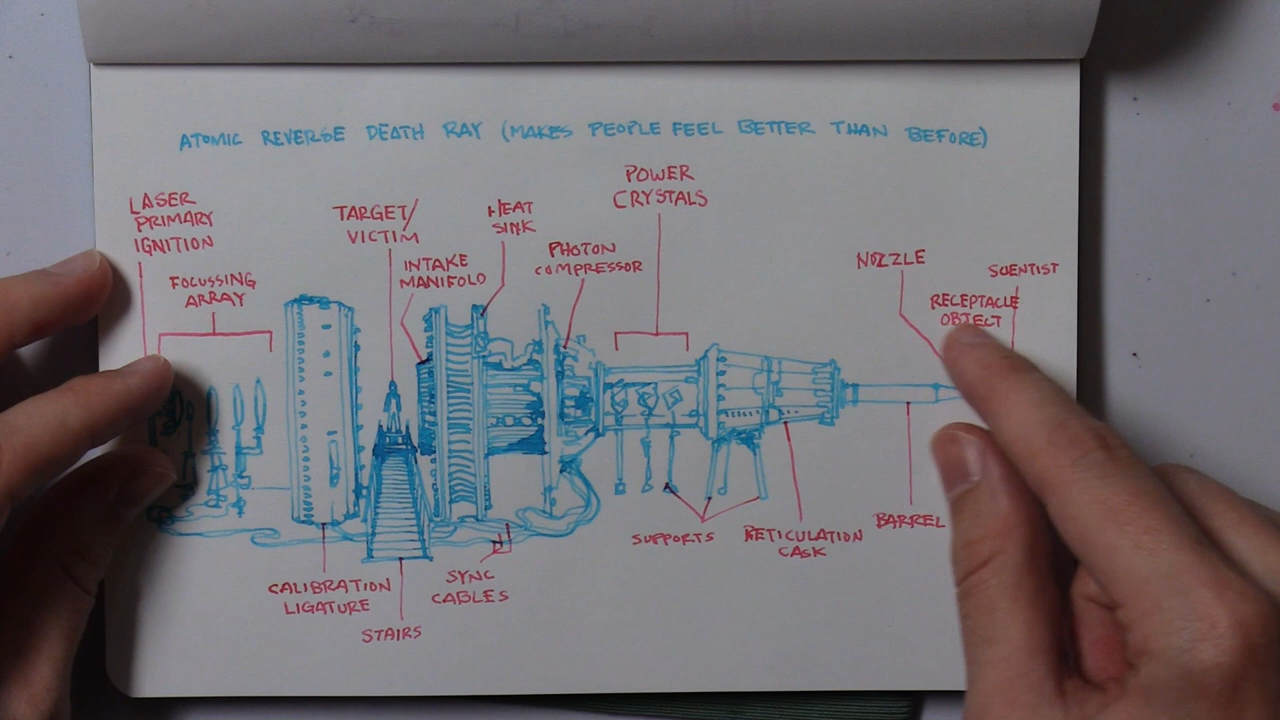 ATOMIC REVERSE DEATH RAY (MAKES PEOPLE FEEL BETTER THAN BEFORE)
LASER
PRIMARY
IGNITION
FOCUSSING
ARRAY
TARGET/
VICTIM
INTAKE
MANIFOLD
HEAT
SINK
PHOTON
COMPRESSOR
POWER
CRYSTALS
NOZZLE
RECEPTACLE
OBJECT
SCIENTIST
CALIBRATION
LIGATURE
STAIRS
SYNC
CABLES
SUPPORTS
RETICULATION
CASK
BARREL